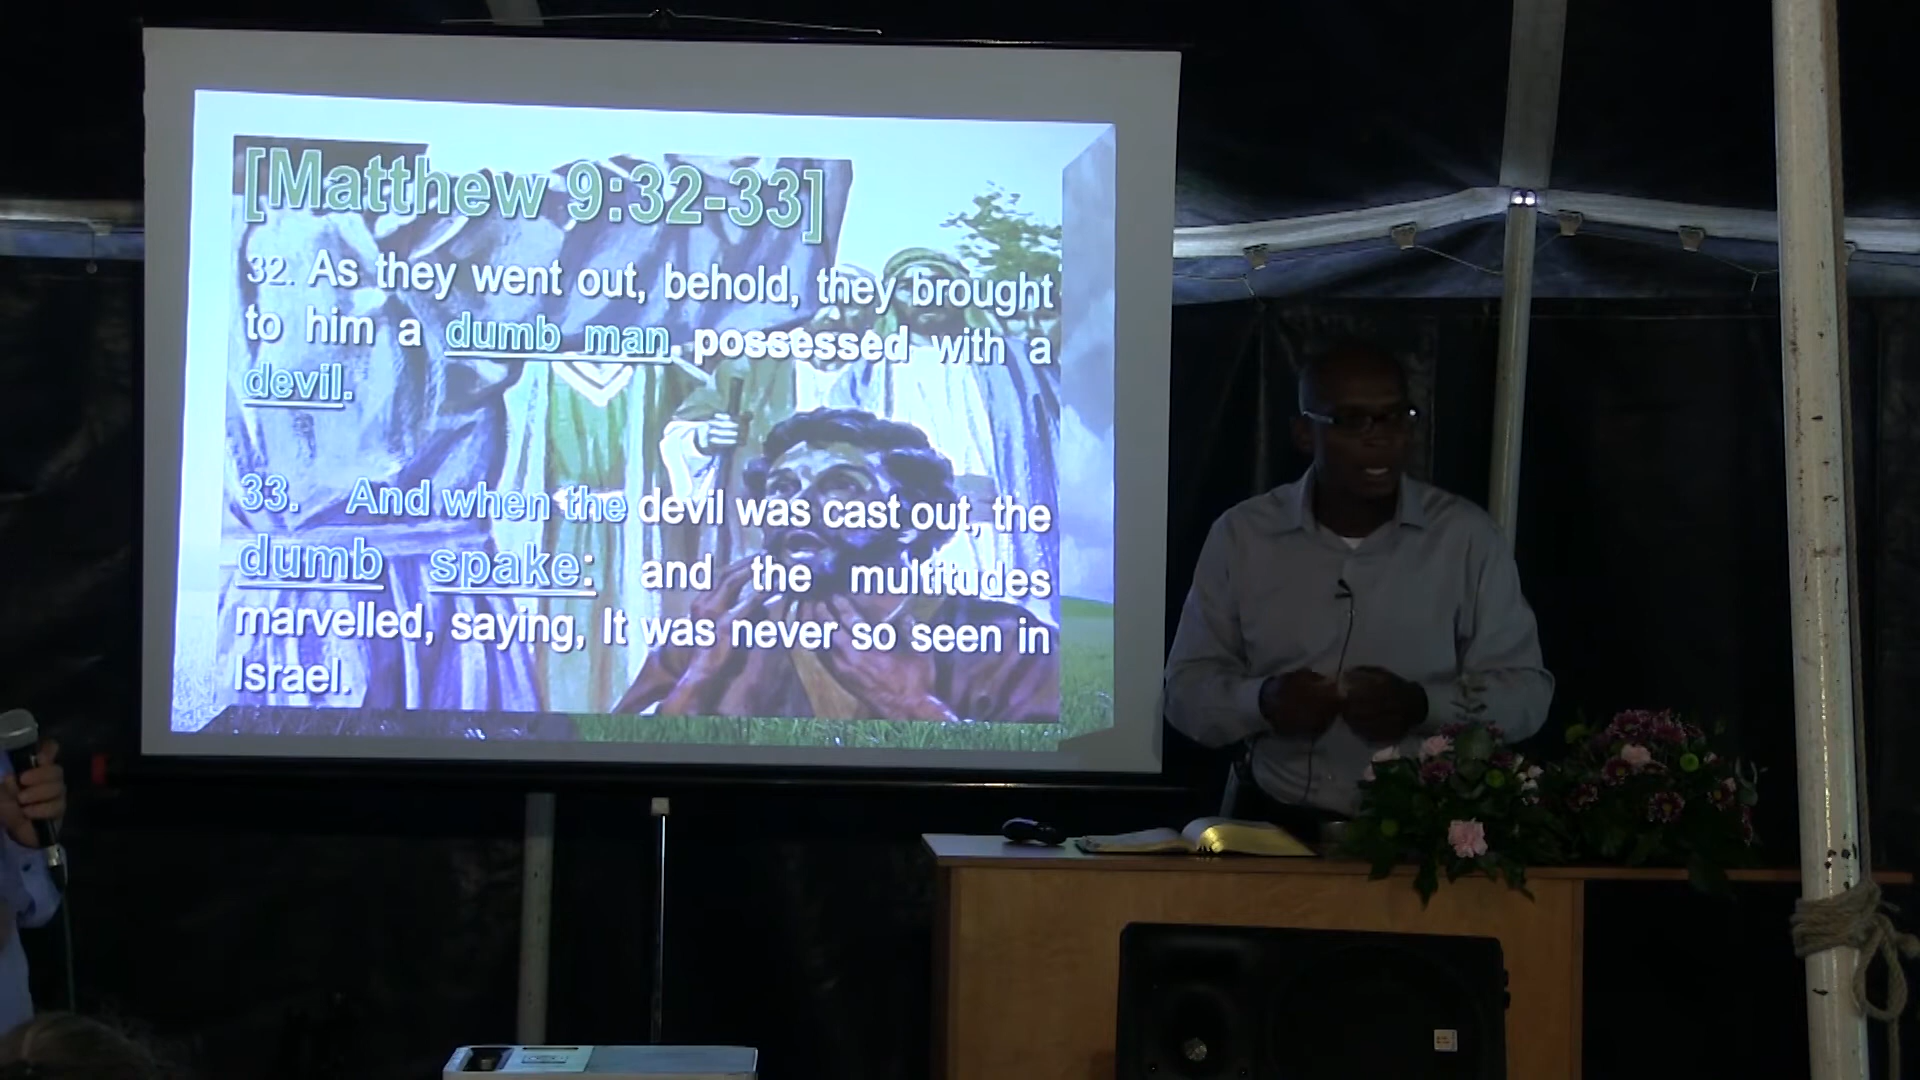 [Matthew 9:32-33]
32. As they went out, behold, they brought
to him a dumb man possessed with a
devil.
33. And when the devil was cast out, the
dumb spake: and the multitudes
marvelled, saying, It was never so seen in
Israel.